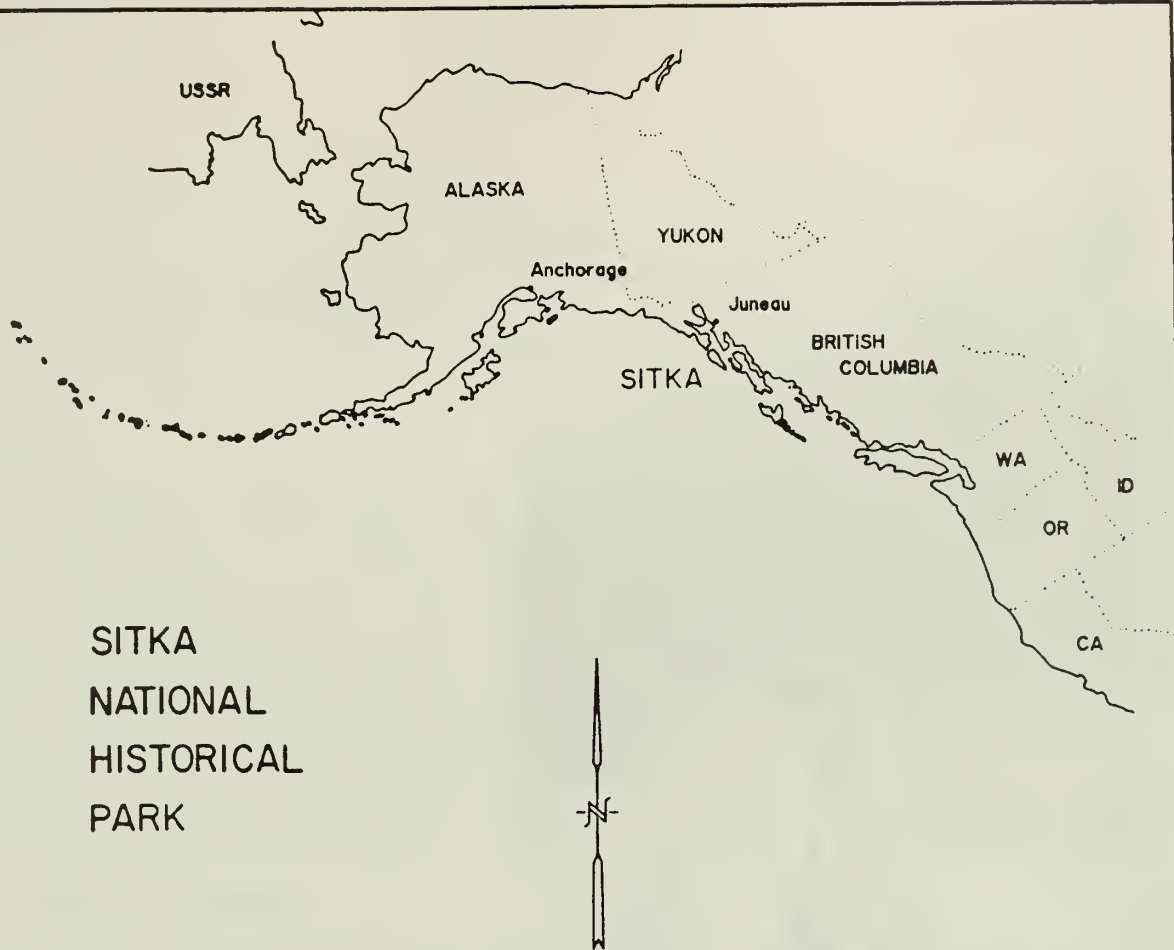 USSR
ALASKA
YUKON
Anchorage
Juneau
BRITISH
COLUMBIA
SITKA
WA
ID
OR
CA
SITKA
NATIONAL
HISTORICAL
PARK
N